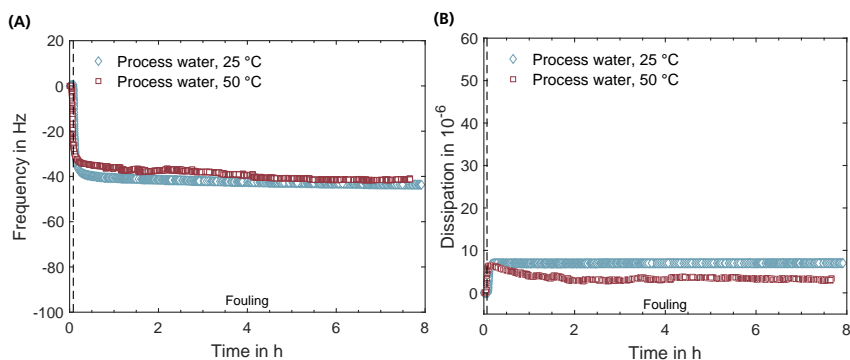 (A)
Frequency in Hz
20
0
-20
-40
-60
-80
-100
◇ Process water, 25 °C
□ Process water, 50 °C
Fouling
0 2 4 6 8
Time in h
(B)
Dissipation in 10-6
60
50
40
30
20
10
0
◇ Process water, 25 °C
□ Process water, 50 °C
Fouling
0 2 4 6 8
Time in h